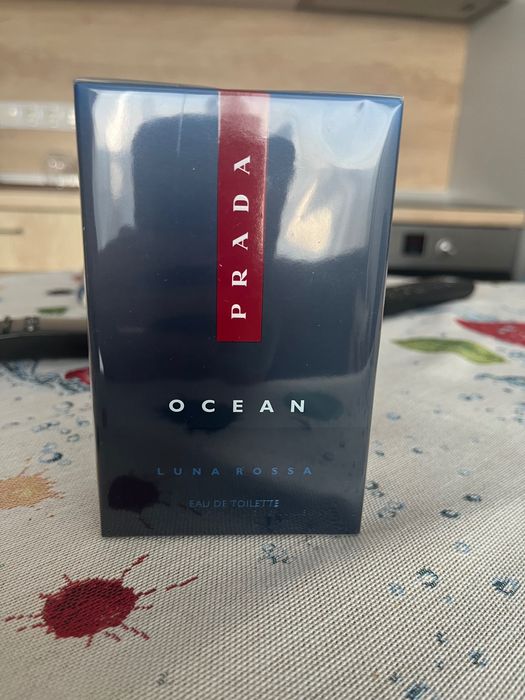 PRADA
OCEAN
LUNA ROSSA
EAU DE TOILETTE